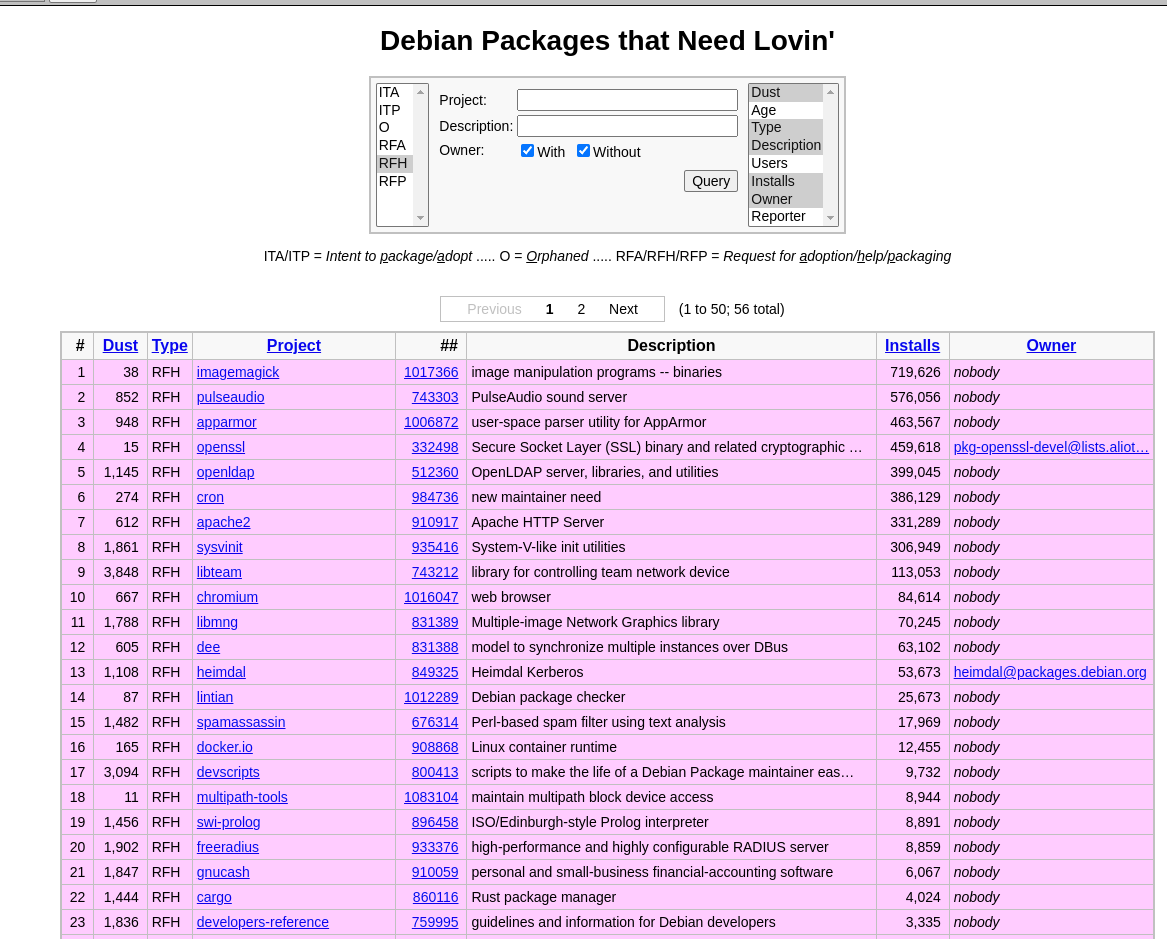 Debian Packages that Need Lovin'
ITA
ITP
O
RFA
RFH
RFP
Project:
Description:
Owner: With Without
Query
Dust
Age
Type
Description
Users
Installs
Owner
Reporter
ITA/ITP = Intent to package/adopt ..... O = Orphaned ..... RFA/RFH/RFP = Request for adoption/help/packaging
Previous 1 2 Next (1 to 50; 56 total)
# Dust Type Project ## Description Installs Owner
1 38 RFH imagemagick 1017366 image manipulation programs -- binaries 719,626 nobody
2 852 RFH pulseaudio 743303 PulseAudio sound server 576,056 nobody
3 948 RFH apparmor 1006872 user-space parser utility for AppArmor 463,567 nobody
4 15 RFH openssl 332498 Secure Socket Layer (SSL) binary and related cryptographic … 459,618 pkg-openssl-devel@lists.aliot…
5 1,145 RFH openldap 512360 OpenLDAP server, libraries, and utilities 399,045 nobody
6 274 RFH cron 984736 new maintainer need 386,129 nobody
7 612 RFH apache2 910917 Apache HTTP Server 331,289 nobody
8 1,861 RFH sysvinit 935416 System-V-like init utilities 306,949 nobody
9 3,848 RFH libteam 743212 library for controlling team network device 113,053 nobody
10 667 RFH chromium 1016047 web browser 84,614 nobody
11 1,788 RFH libmng 831389 Multiple-image Network Graphics library 70,245 nobody
12 605 RFH dee 831388 model to synchronize multiple instances over DBus 63,102 nobody
13 1,108 RFH heimdal 849325 Heimdal Kerberos 53,673 heimdal@packages.debian.org
14 87 RFH lintian 1012289 Debian package checker 25,673 nobody
15 1,482 RFH spamassassin 676314 Perl-based spam filter using text analysis 17,969 nobody
16 165 RFH docker.io 908868 Linux container runtime 12,455 nobody
17 3,094 RFH devscripts 800413 scripts to make the life of a Debian Package maintainer eas… 9,732 nobody
18 11 RFH multipath-tools 1083104 maintain multipath block device access 8,944 nobody
19 1,456 RFH swi-prolog 896458 ISO/Edinburgh-style Prolog interpreter 8,891 nobody
20 1,902 RFH freeradius 933376 high-performance and highly configurable RADIUS server 8,859 nobody
21 1,847 RFH gnucash 910059 personal and small-business financial-accounting software 6,067 nobody
22 1,444 RFH cargo 860116 Rust package manager 4,024 nobody
23 1,836 RFH developers-reference 759995 guidelines and information for Debian developers 3,335 nobody